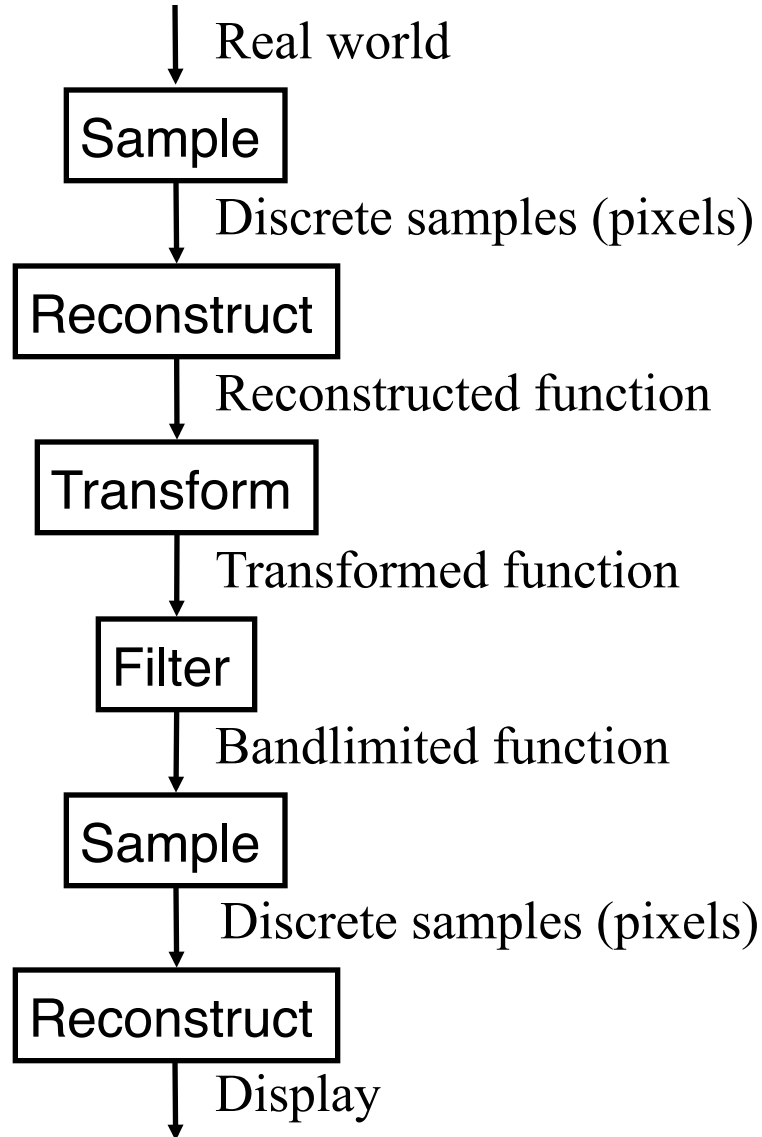 Real world
Sample
Discrete samples (pixels)
Reconstruct
Reconstructed function
Transform
Transformed function
Filter
Bandlimited function
Sample
Discrete samples (pixels)
Reconstruct
Display